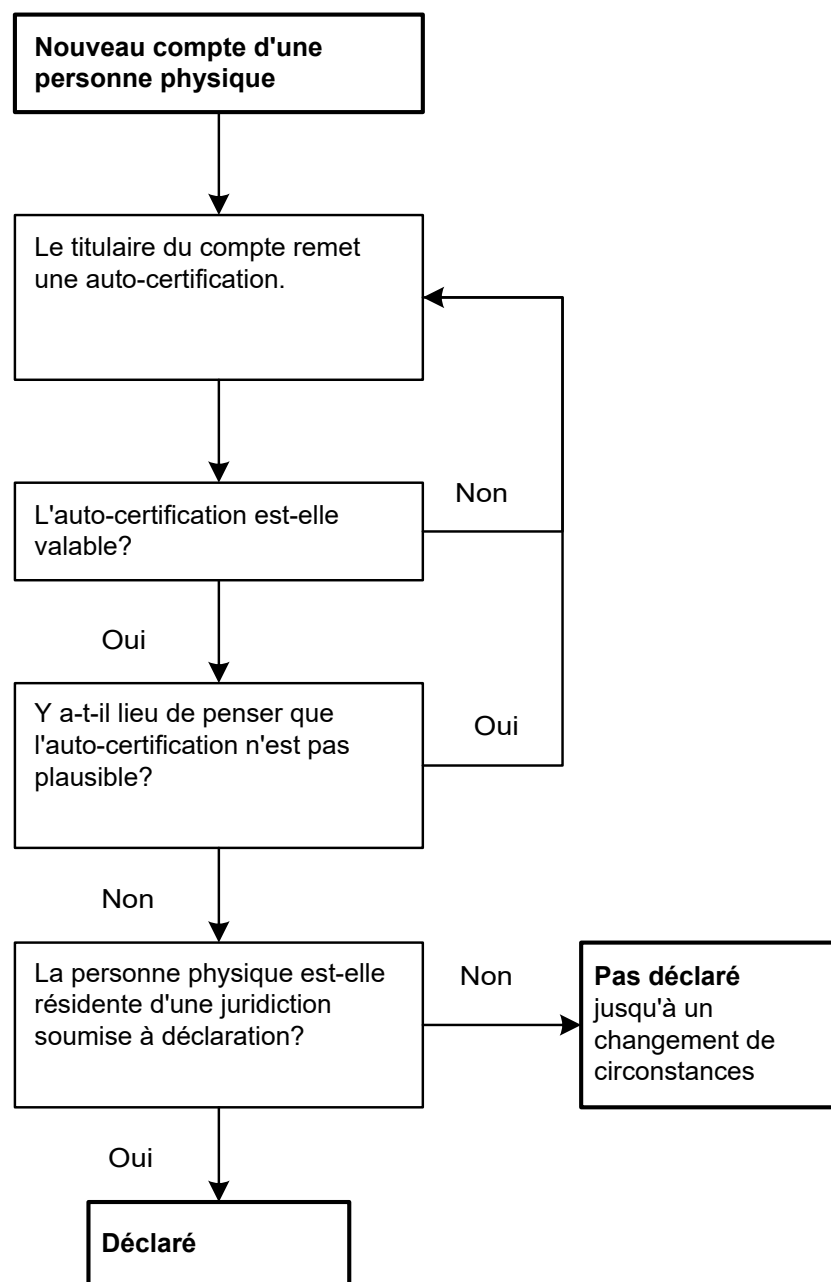 Nouveau compte d'une
personne physique
Le titulaire du compte remet
une auto-certification.
L'auto-certification est-elle
valable?
Non
Oui
Y a-t-il lieu de penser que
l'auto-certification n'est pas
plausible?
Oui
Non
La personne physique est-elle
résidente d'une juridiction
soumise à déclaration?
Non
Pas déclaré
jusqu'à un
changement de
circonstances
Oui
Déclaré